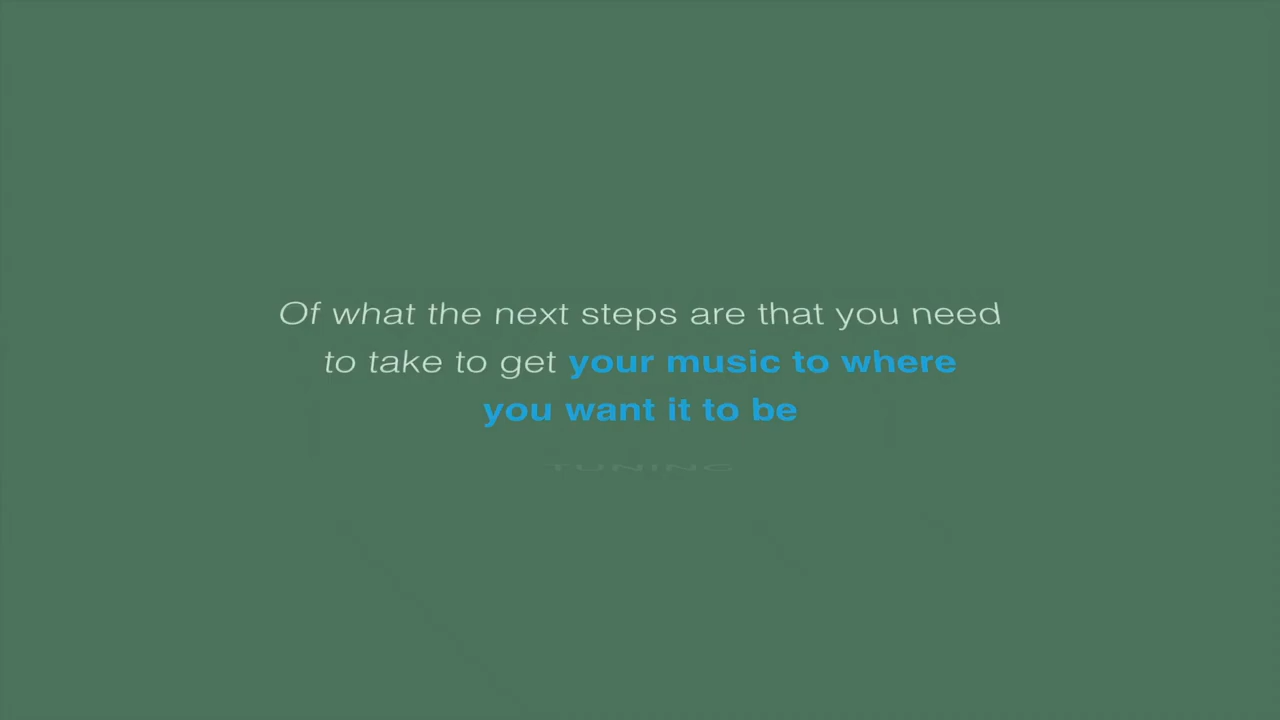 Of what the next steps are that you need
to take to get your music to where
you want it to be
TUNING